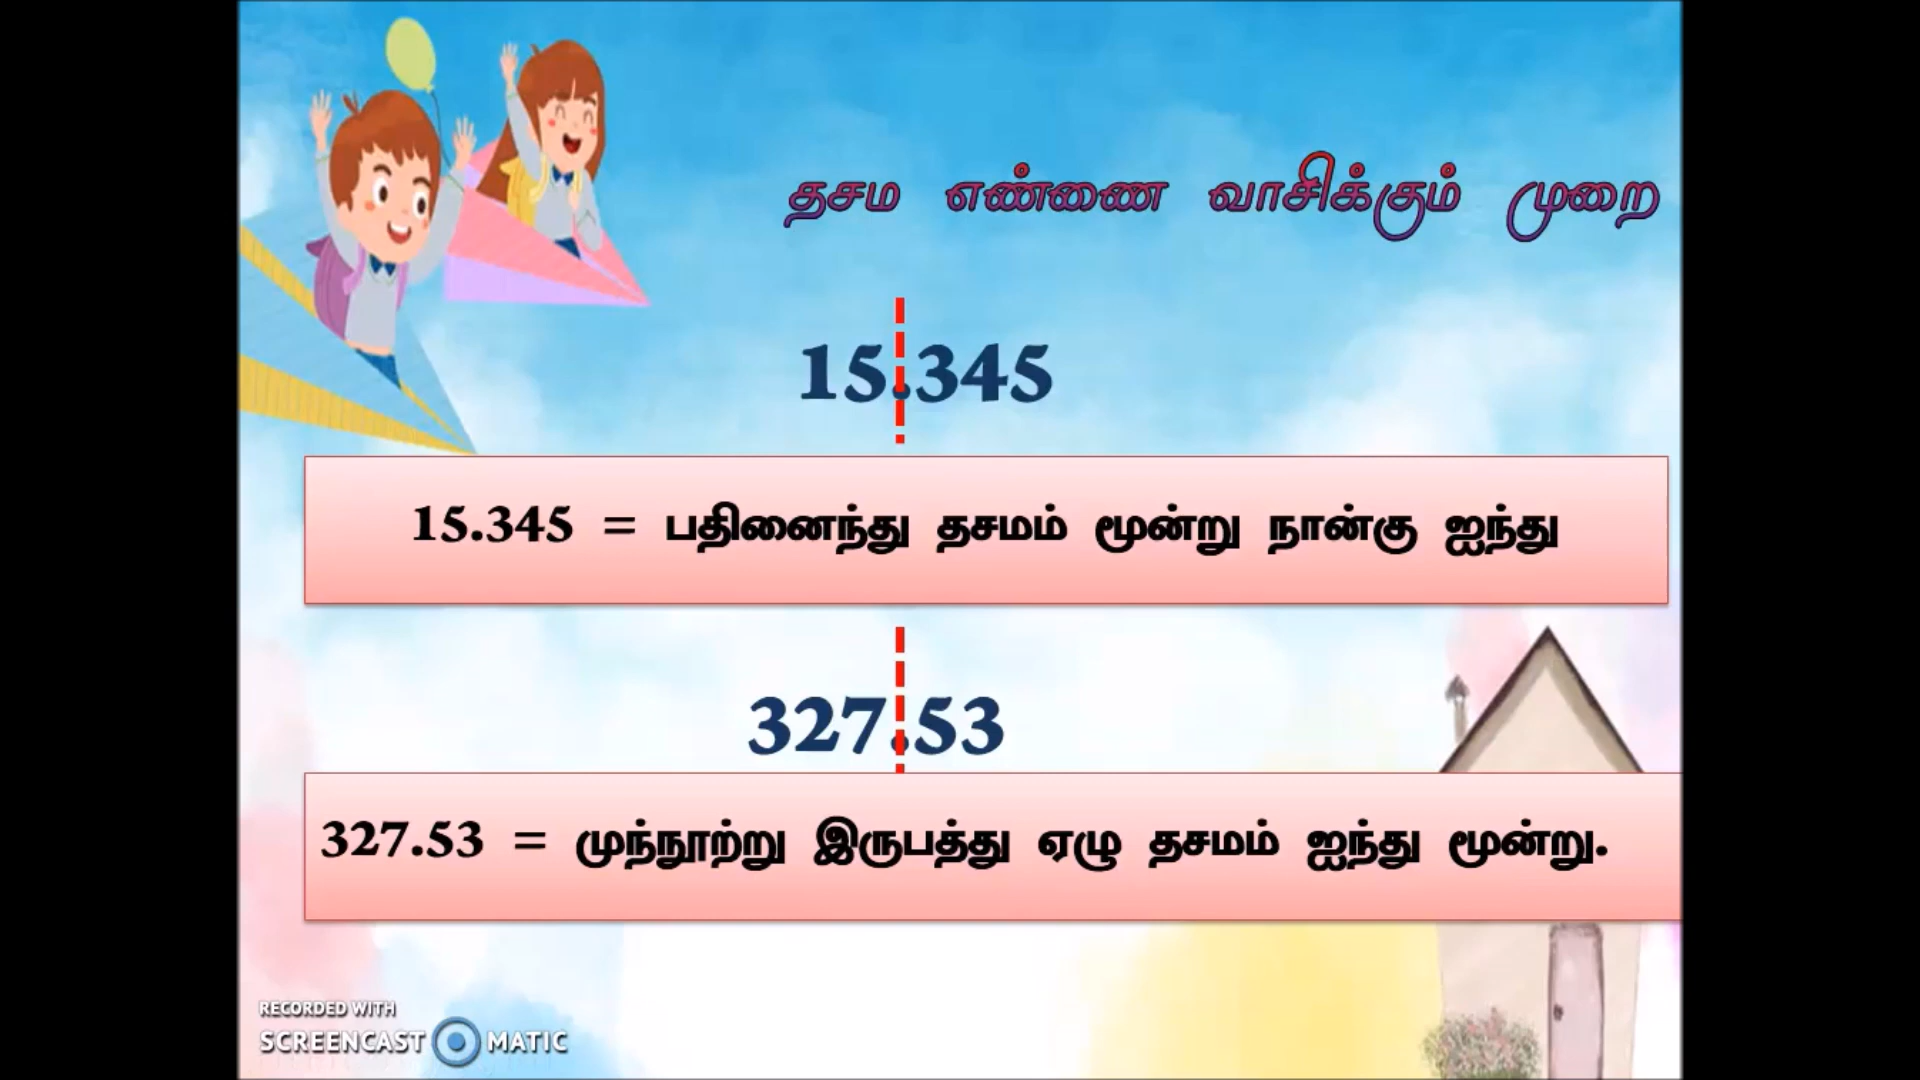 தசம எண்ணை வாசிக்கும் முறை
15.345
15.345 = பதினைந்து தசமம் மூன்று நான்கு ஐந்து
327.53
327.53 = முந்நூற்று இருபத்து ஏழு தசமம் ஐந்து மூன்று.
RECORDED WITH
SCREENCAST MATIC